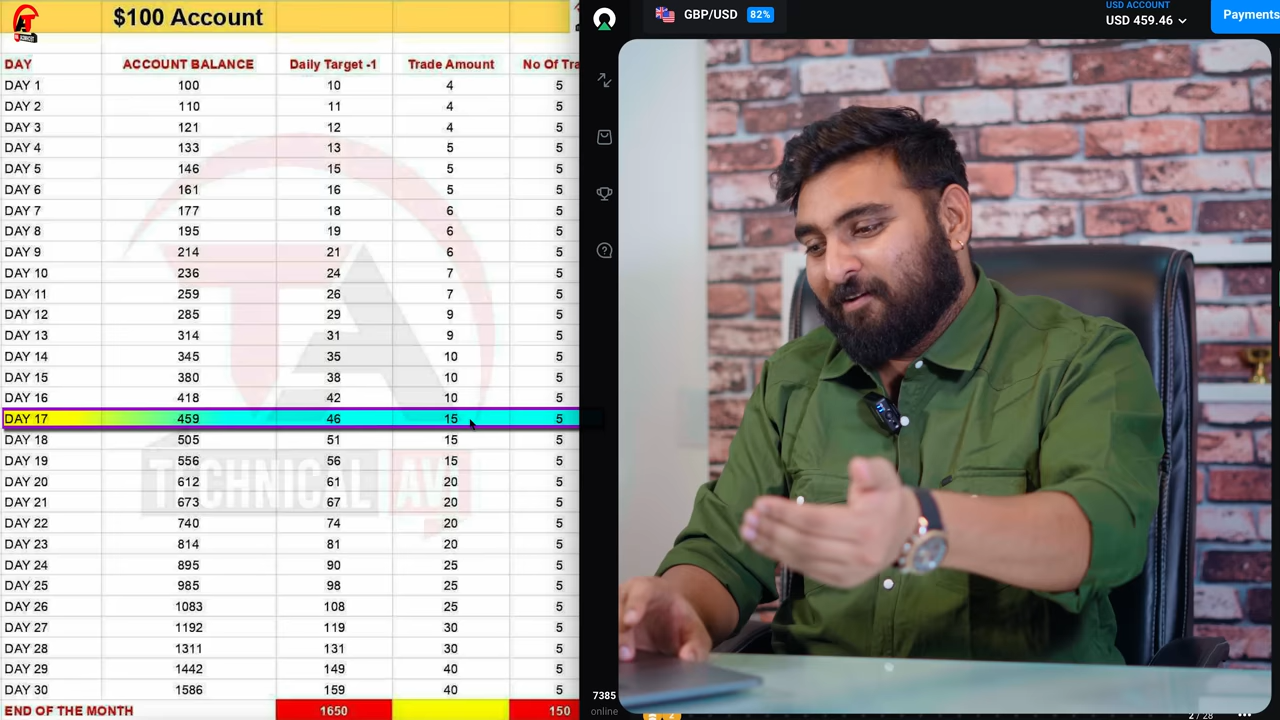 $100 Account
DAY ACCOUNT BALANCE Daily Target -1 Trade Amount No Of Tra
DAY 1 100 10 4 5
DAY 2 110 11 4 5
DAY 3 121 12 4 5
DAY 4 133 13 5 5
DAY 5 146 15 5 5
DAY 6 161 16 5 5
DAY 7 177 18 6 5
DAY 8 195 19 6 5
DAY 9 214 21 6 5
DAY 10 236 24 7 5
DAY 11 259 26 7 5
DAY 12 285 29 9 5
DAY 13 314 31 9 5
DAY 14 345 35 10 5
DAY 15 380 38 10 5
DAY 16 418 42 10 5
DAY 17 459 46 15 5
DAY 18 505 51 15 5
DAY 19 556 56 15 5
DAY 20 612 61 20 5
DAY 21 673 67 20 5
DAY 22 740 74 20 5
DAY 23 814 81 20 5
DAY 24 895 90 25 5
DAY 25 985 98 25 5
DAY 26 1083 108 25 5
DAY 27 1192 119 30 5
DAY 28 1311 131 30 5
DAY 29 1442 149 40 5
DAY 30 1586 159 40 5
END OF THE MONTH 1650 150
TECHNICAL AY
GBP/USD 82%
USD ACCOUNT
USD 459.46
Payments
7385
online
2 / 28